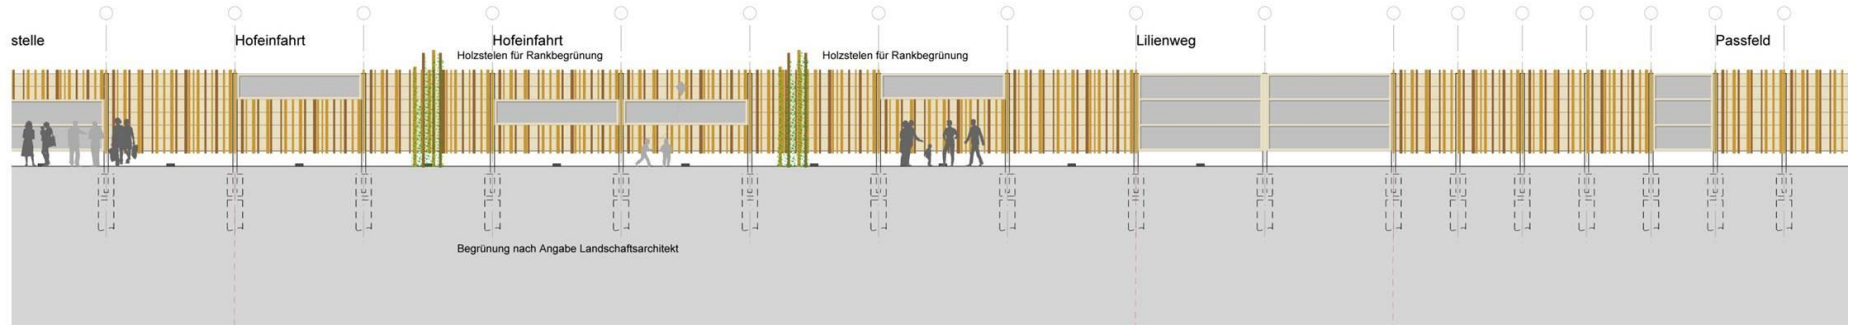 stelle
Hofeinfahrt
Hofeinfahrt
Holzstelen für Rankbegrünung
Holzstelen für Rankbegrünung
Lilienweg
Passfeld
Begrünung nach Angabe Landschaftsarchitekt